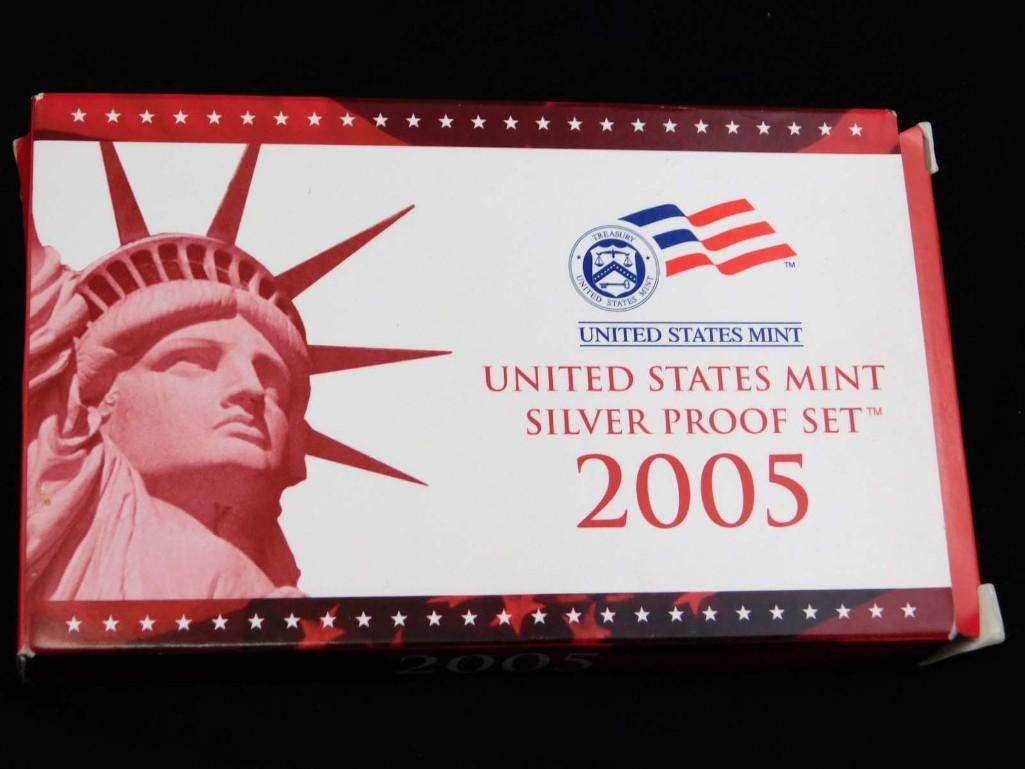 TREASURY
UNITED STATES MINT
TM
UNITED STATES MINT
UNITED STATES MINT
SILVER PROOF SET™
2005
2005